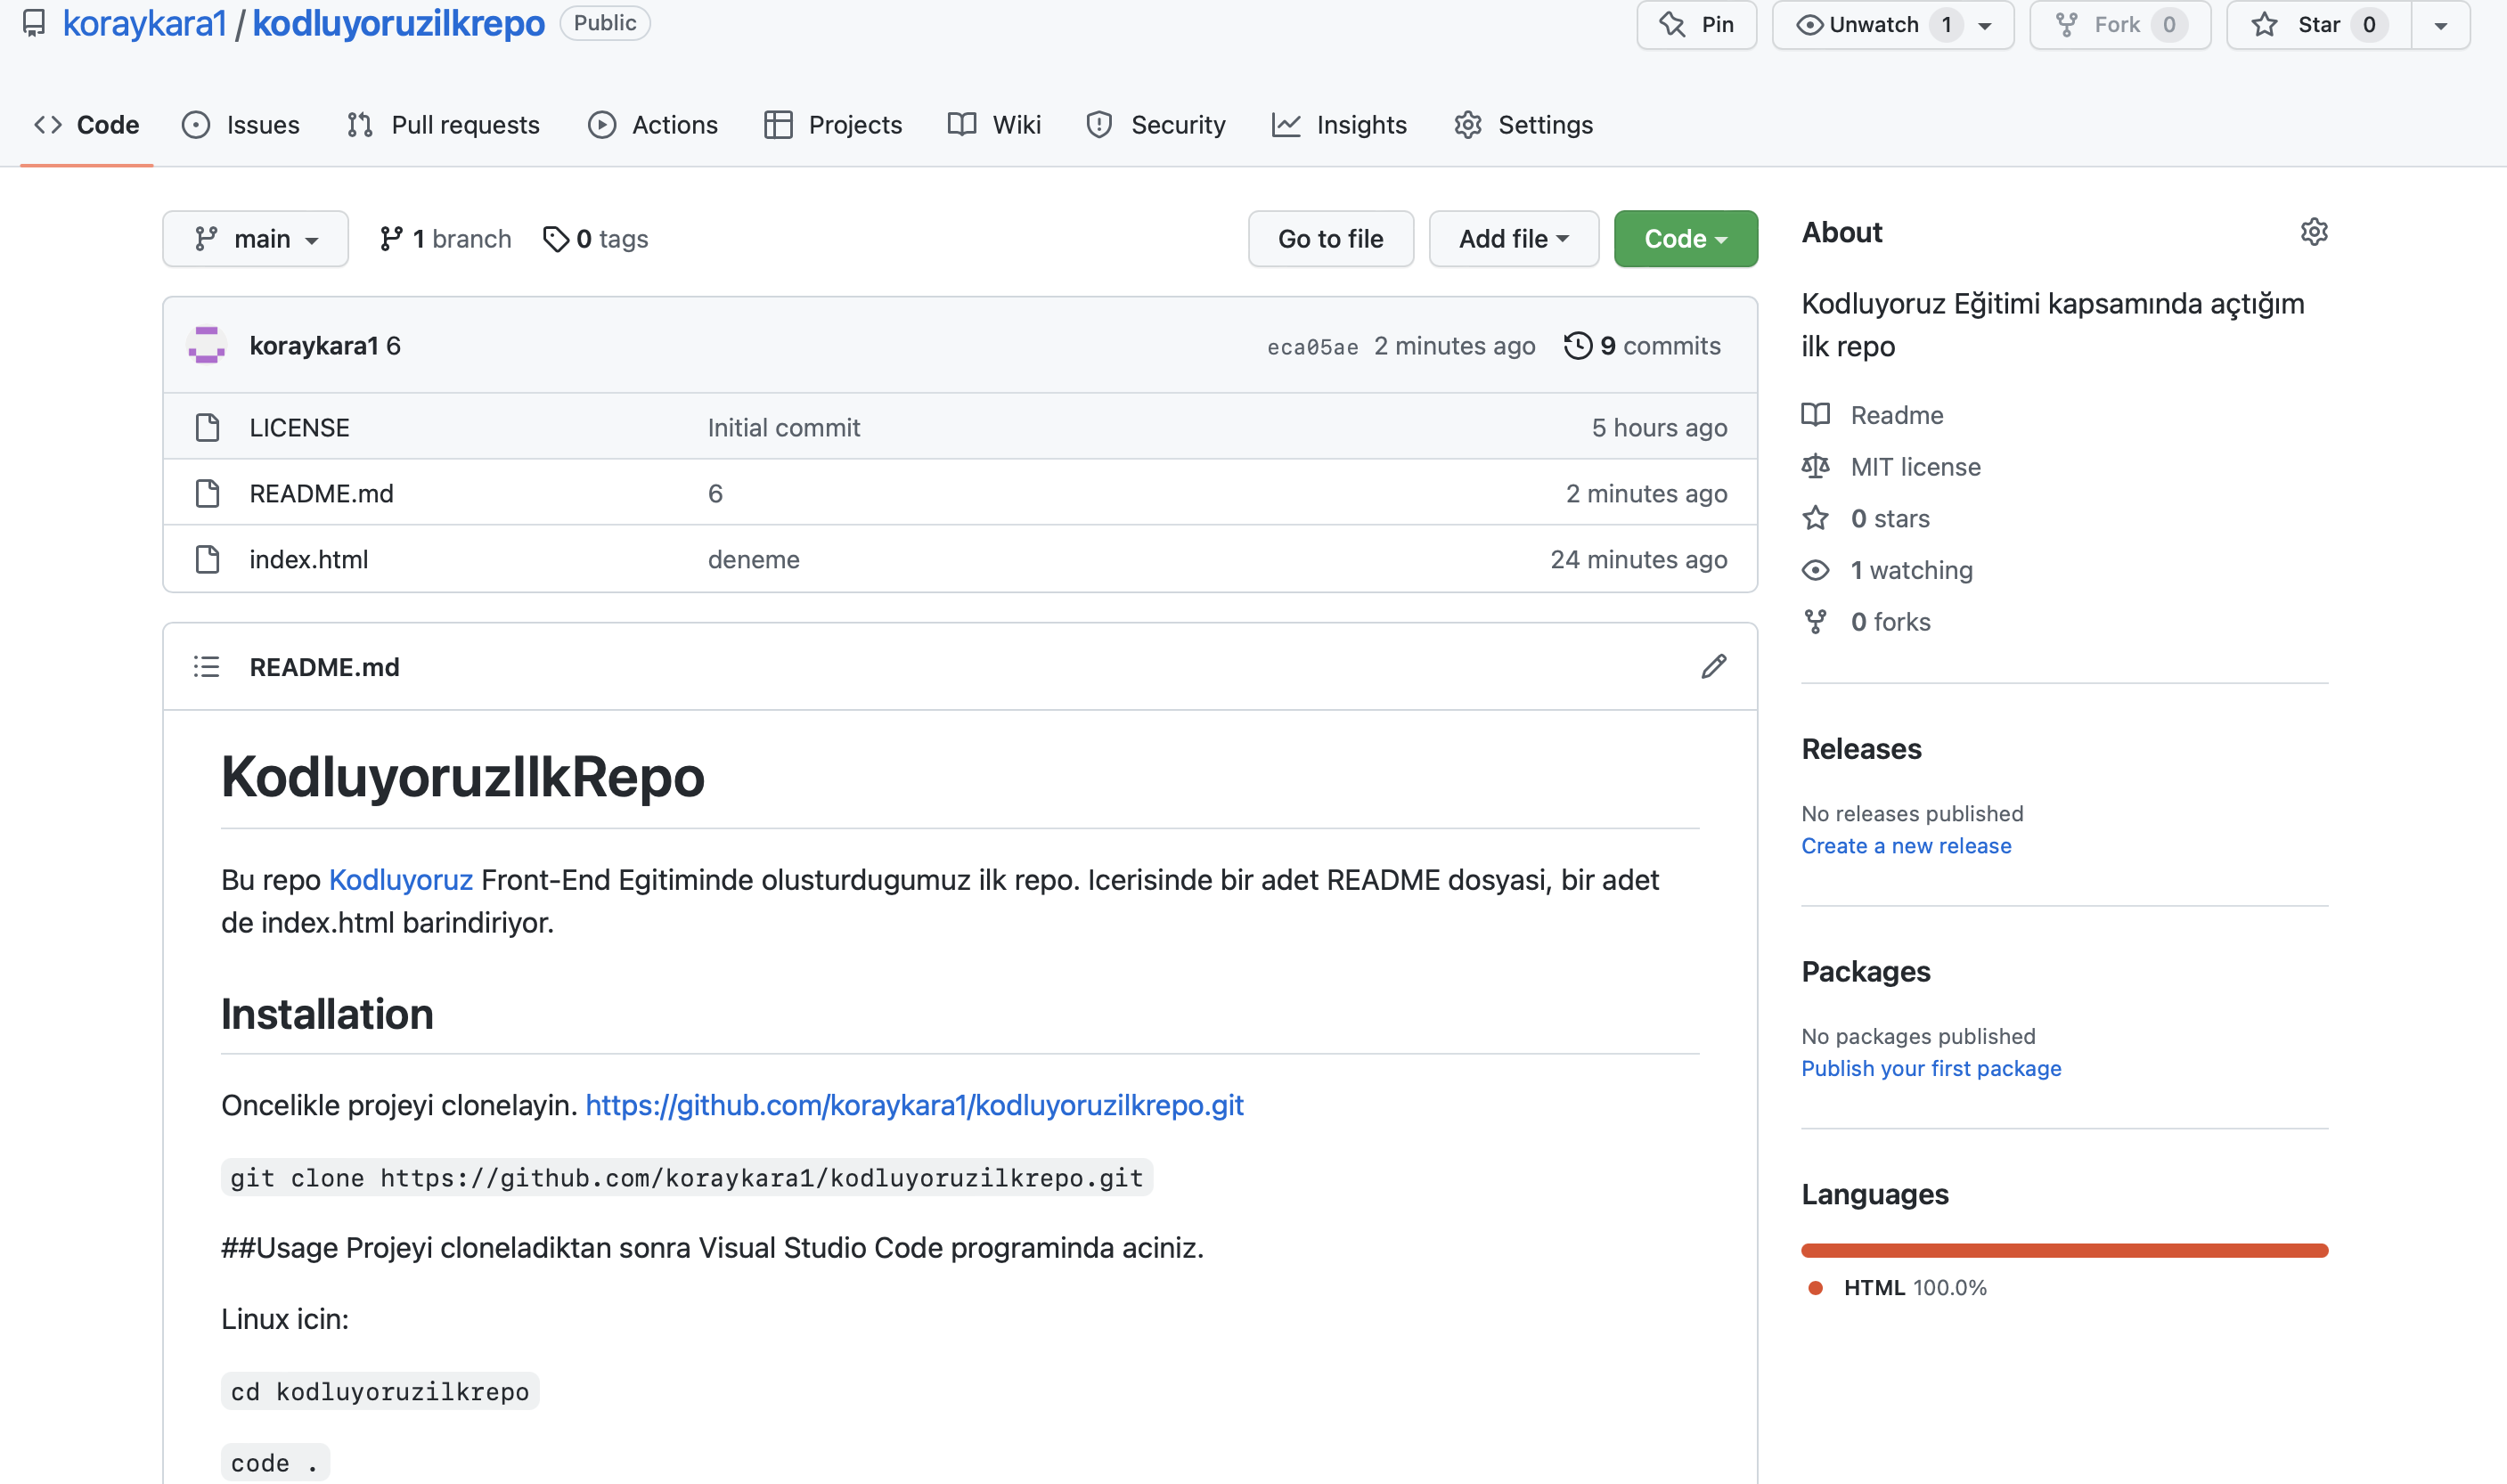 koraykara1 / kodluyoruzilkrepo Public
Pin
Unwatch 1
Fork 0
Star 0
Code
Issues
Pull requests
Actions
Projects
Wiki
Security
Insights
Settings
main
1 branch
0 tags
Go to file
Add file
Code
koraykara1 6
eca05ae 2 minutes ago
9 commits
LICENSE Initial commit 5 hours ago
README.md 6 2 minutes ago
index.html deneme 24 minutes ago
README.md
KodluyoruzIlkRepo
Bu repo Kodluyoruz Front-End Egitiminde olusturdugumuz ilk repo. Icerisinde bir adet README dosyasi, bir adet
de index.html barindiriyor.
Installation
Oncelikle projeyi clonelayin. https://github.com/koraykara1/kodluyoruzilkrepo.git
git clone https://github.com/koraykara1/kodluyoruzilkrepo.git
##Usage Projeyi cloneladiktan sonra Visual Studio Code programinda aciniz.
Linux icin:
cd kodluyoruzilkrepo
code .
About
Kodluyoruz Eğitimi kapsamında açtığım
ilk repo
Readme
MIT license
0 stars
1 watching
0 forks
Releases
No releases published
Create a new release
Packages
No packages published
Publish your first package
Languages
HTML 100.0%